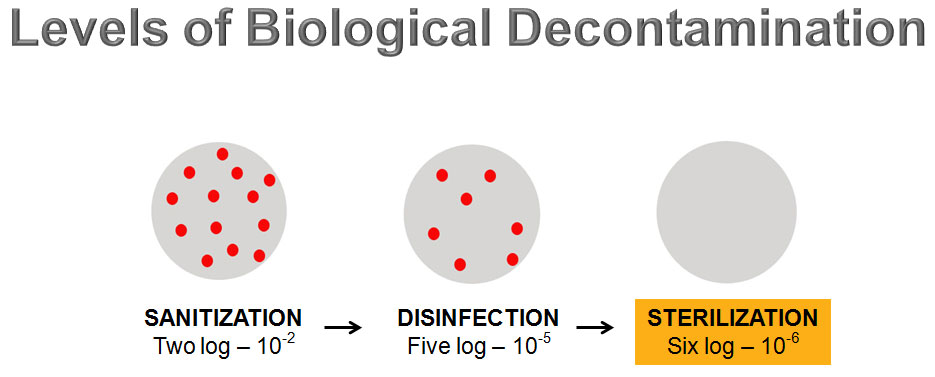 Levels of Biological Decontamination
SANITIZATION
Two log – 10⁻²
DISINFECTION
Five log – 10⁻⁵
STERILIZATION
Six log – 10⁻⁶